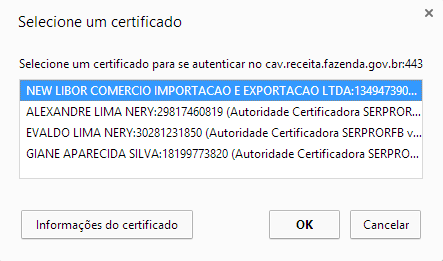 Selecione um certificado
Selecione um certificado para se autenticar no cav.receita.fazenda.gov.br:443
NEW LIBOR COMERCIO IMPORTACAO E EXPORTACAO LTDA:134947390...
ALEXANDRE LIMA NERY:29817460819 (Autoridade Certificadora SERPROR...
EVALDO LIMA NERY:30281231850 (Autoridade Certificadora SERPRORFB v...
GIANE APARECIDA SILVA:18199773820 (Autoridade Certificadora SERPRO...
Informações do certificado
OK
Cancelar